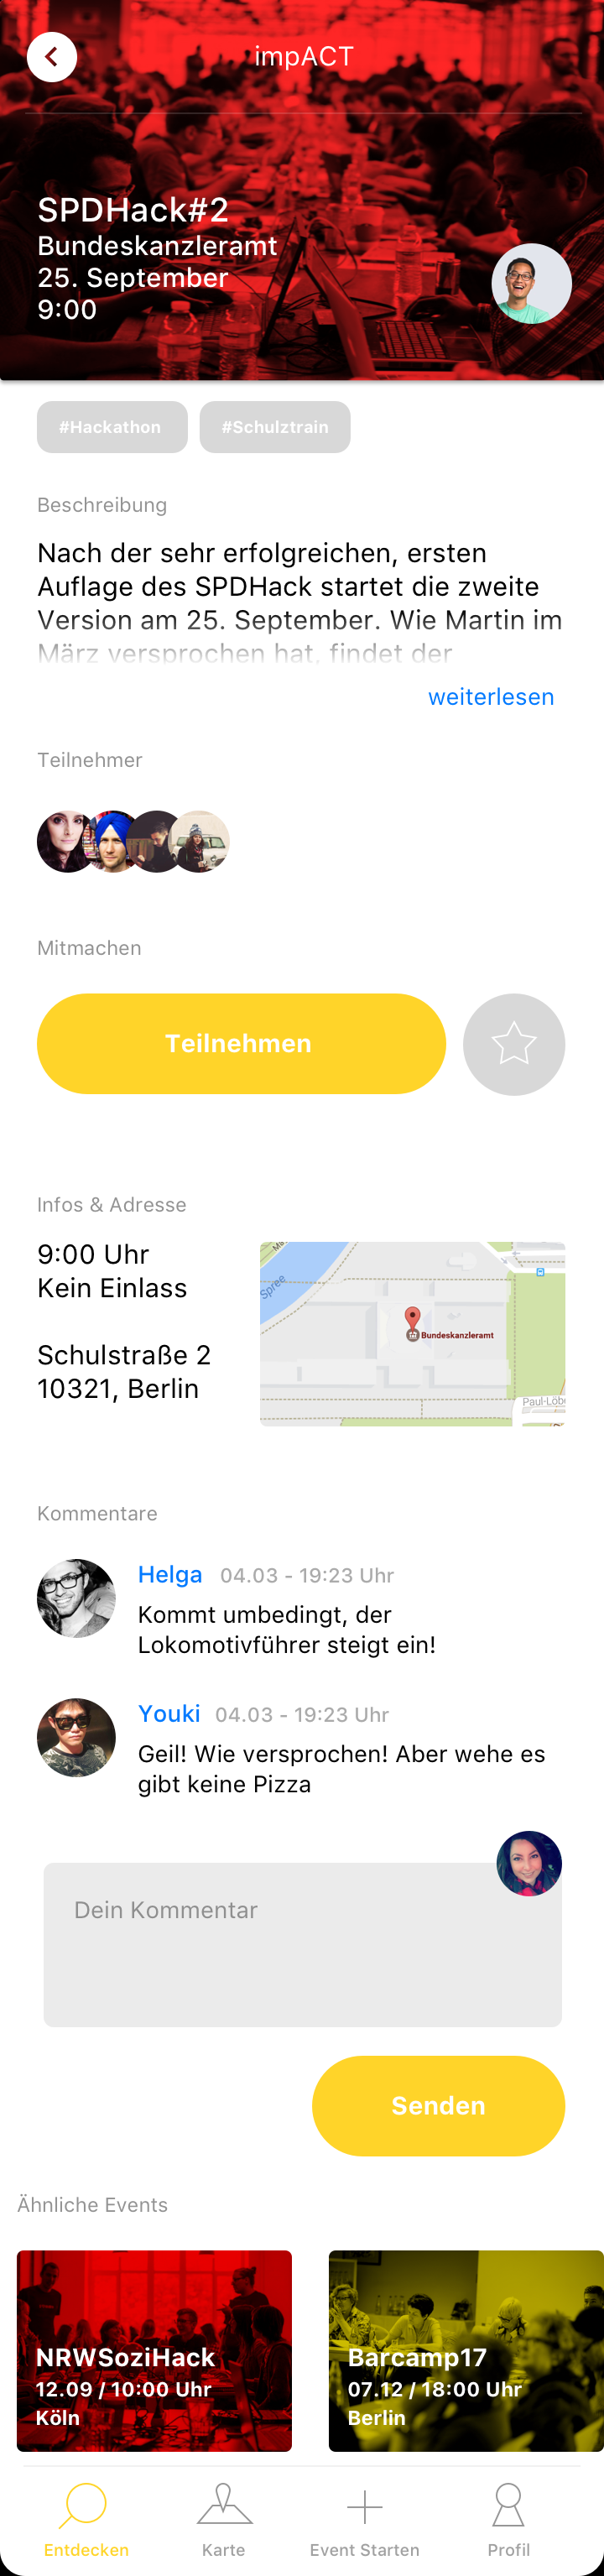 impACT
SPDHack#2
Bundeskanzleramt
25. September
9:00
#Hackathon
#Schulztrain
Beschreibung
Nach der sehr erfolgreichen, ersten
Auflage des SPDHack startet die zweite
Version am 25. September. Wie Martin im
März versprochen hat, findet der
weiterlesen
Teilnehmer
Mitmachen
Teilnehmen
Infos & Adresse
9:00 Uhr
Kein Einlass
Schulstraße 2
10321, Berlin
Spree
Bundeskanzleramt
Kommentare
Helga 04.03 - 19:23 Uhr
Kommt umbedingt, der
Lokomotivführer steigt ein!
Youki 04.03 - 19:23 Uhr
Geil! Wie versprochen! Aber wehe es
gibt keine Pizza
Dein Kommentar
Senden
Ähnliche Events
NRWSoziHack
12.09 / 10:00 Uhr
Köln
Barcamp17
07.12 / 18:00 Uhr
Berlin
Entdecken
Karte
Event Starten
Profil